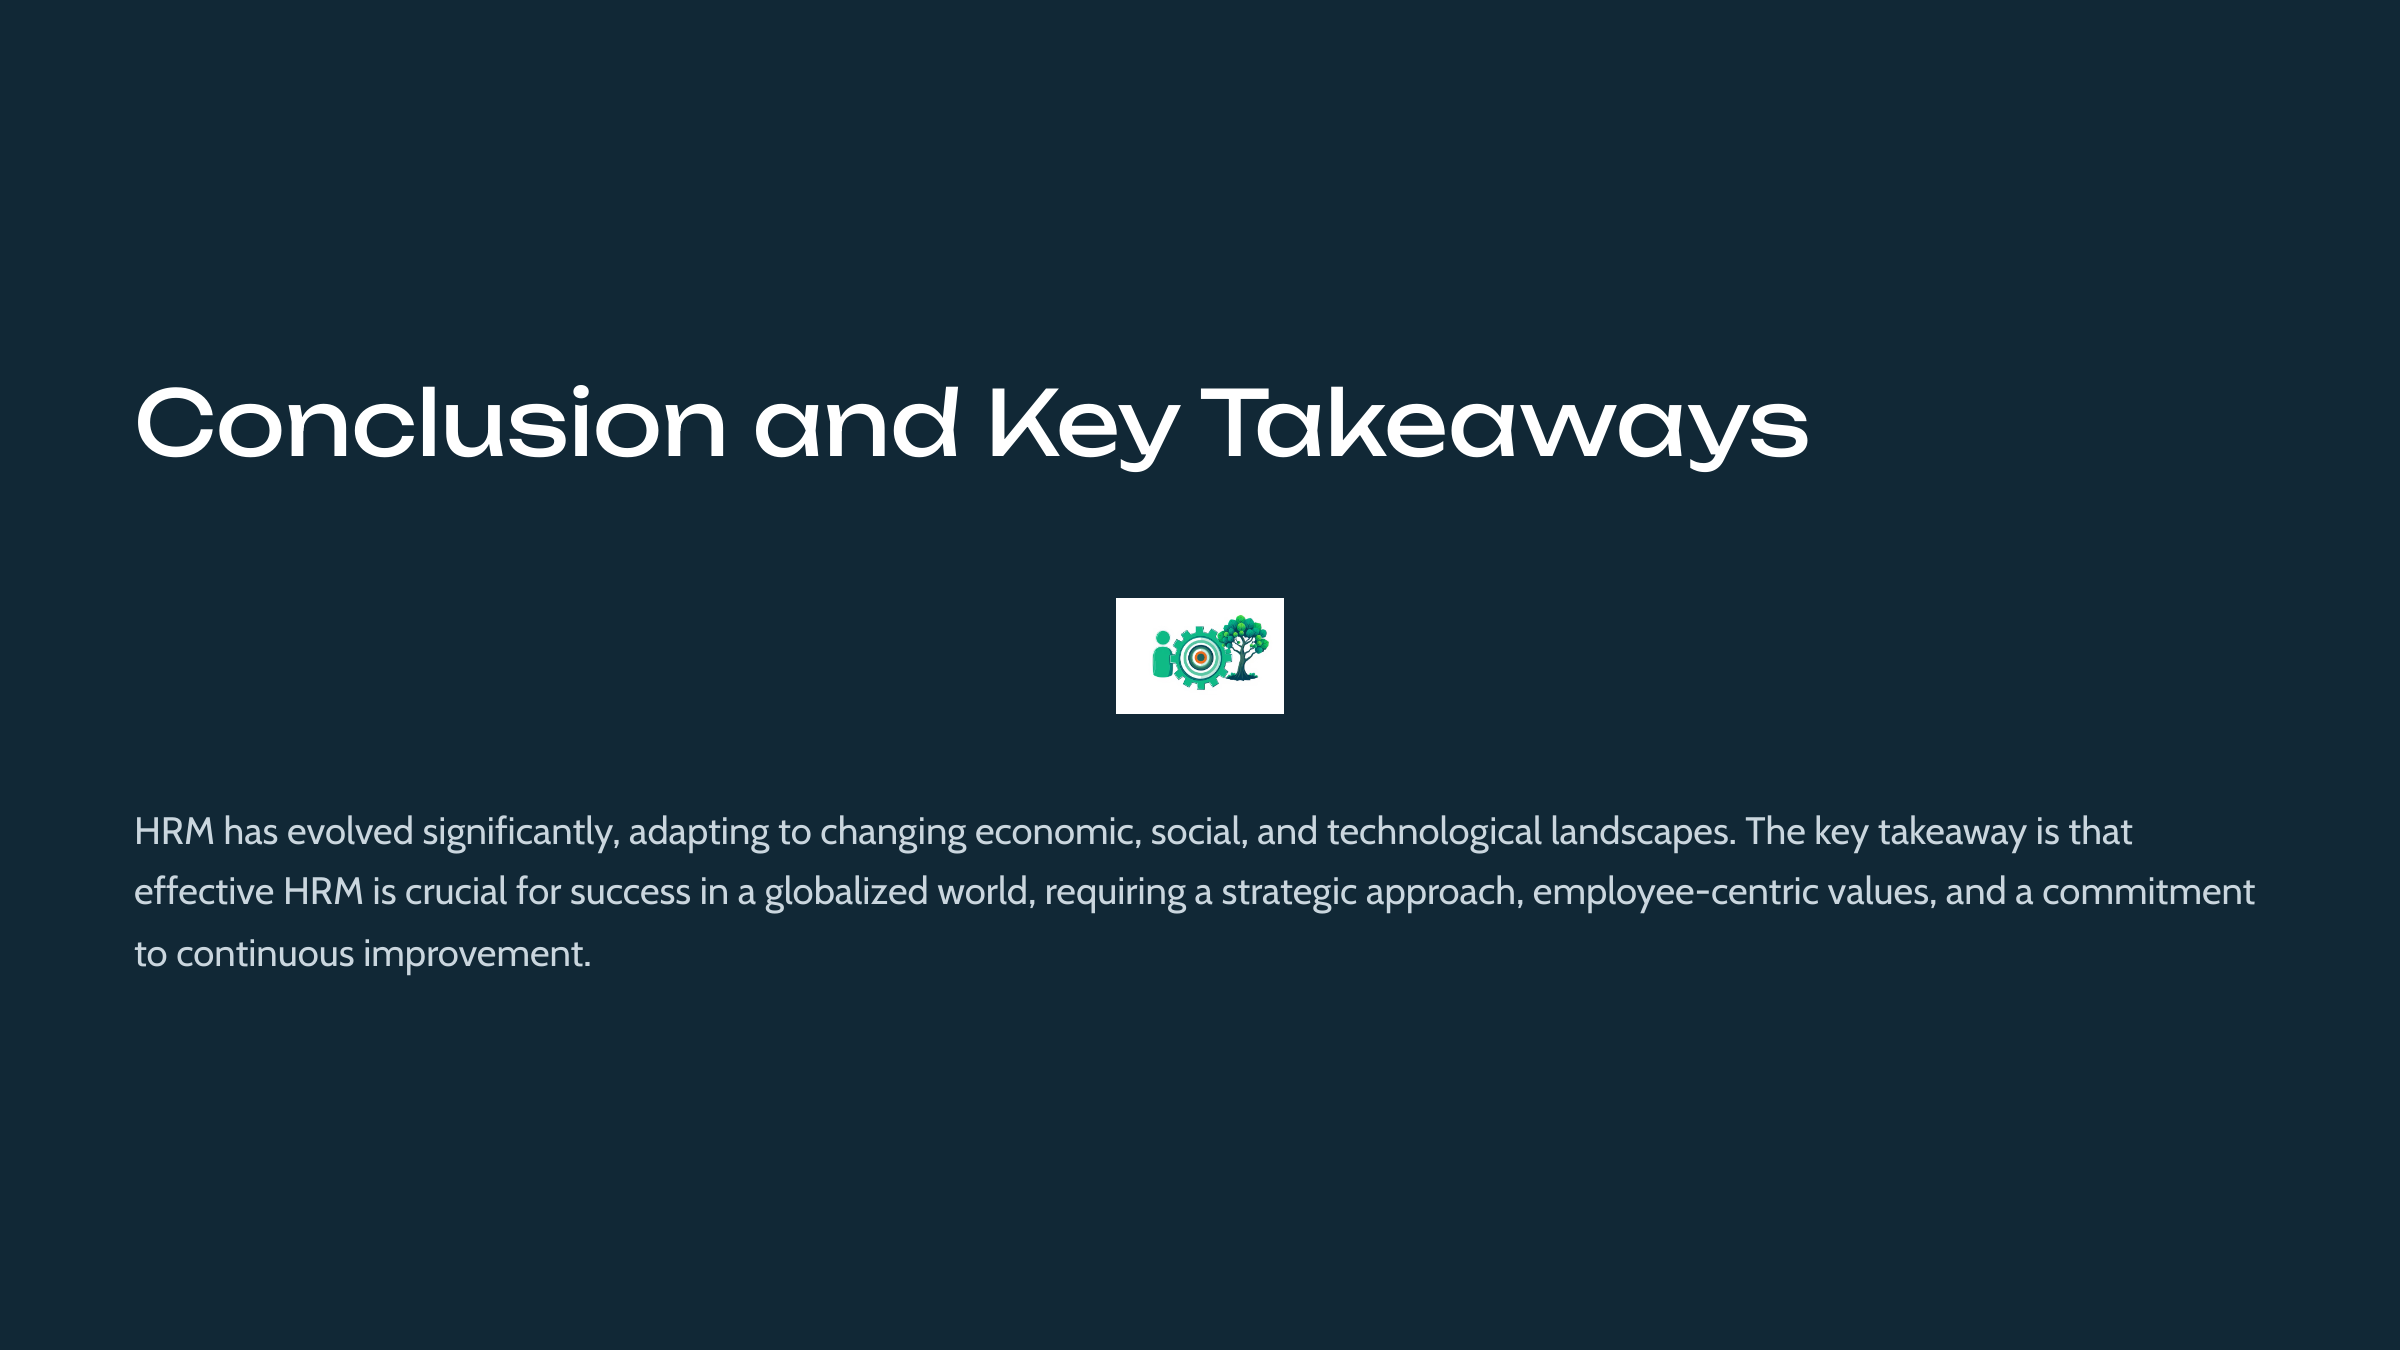 Conclusion and Key Takeaways
HRM has evolved significantly, adapting to changing economic, social, and technological landscapes. The key takeaway is that
effective HRM is crucial for success in a globalized world, requiring a strategic approach, employee-centric values, and a commitment
to continuous improvement.